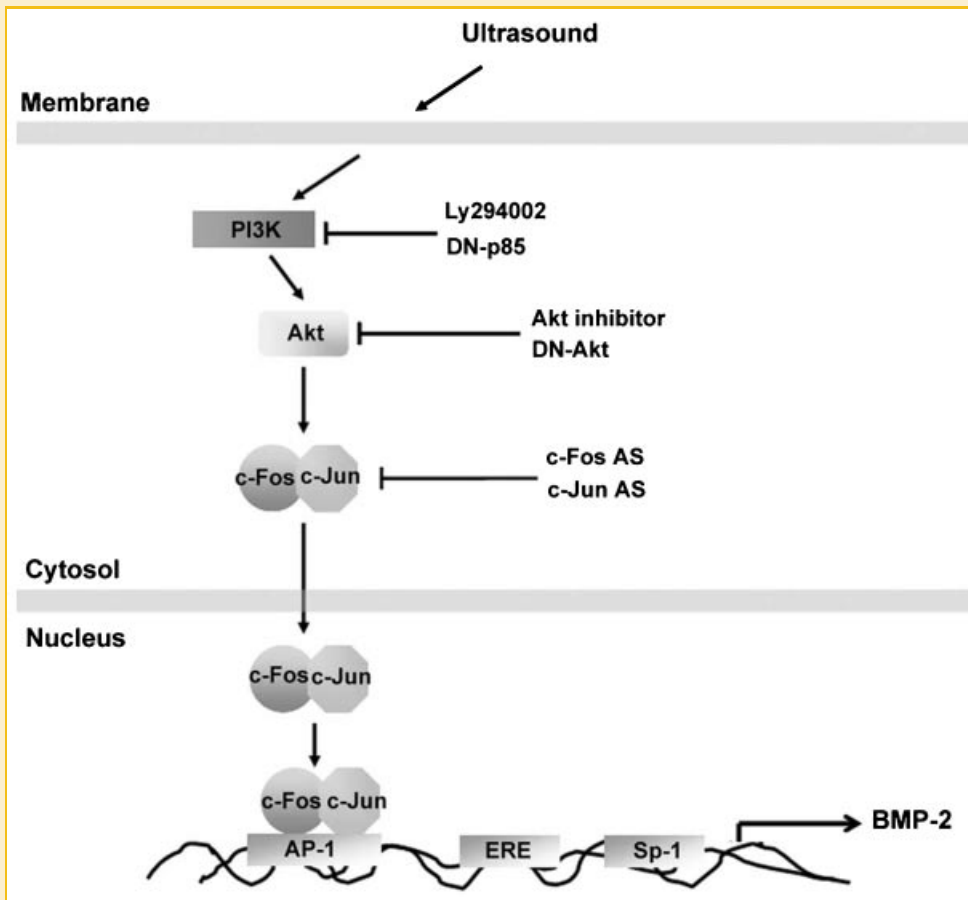 Ultrasound
Membrane
PI3K
Ly294002
DN-p85
Akt
Akt inhibitor
DN-Akt
c-Fos c-Jun
c-Fos AS
c-Jun AS
Cytosol
Nucleus
c-Fos c-Jun
c-Fos c-Jun
AP-1
ERE
Sp-1
BMP-2